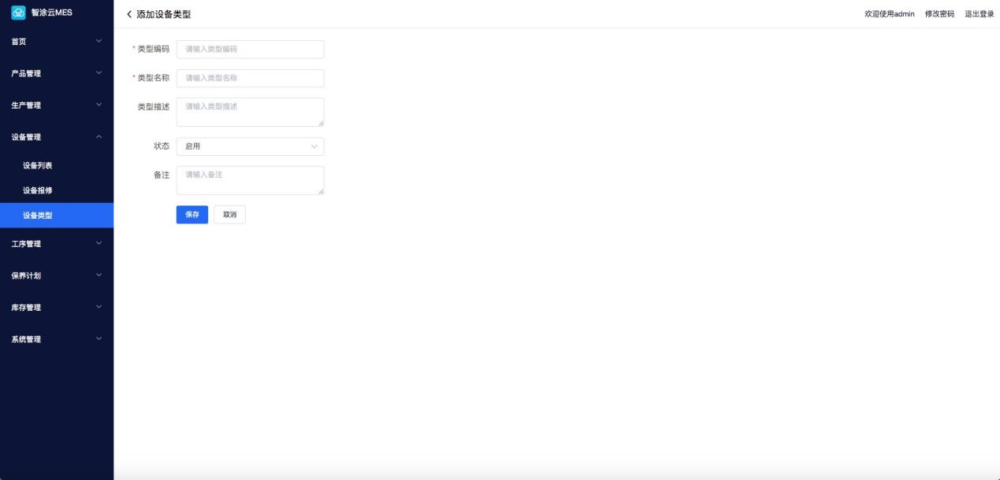 智涂云MES
首页
产品管理
生产管理
设备管理
设备列表
设备报修
设备类型
工序管理
保养计划
库存管理
系统管理
添加设备类型
欢迎使用admin 修改密码 退出登录
* 类型编码 请输入类型编码
* 类型名称 请输入类型名称
类型描述 请输入类型描述
状态 启用
备注 请输入备注
保存 取消